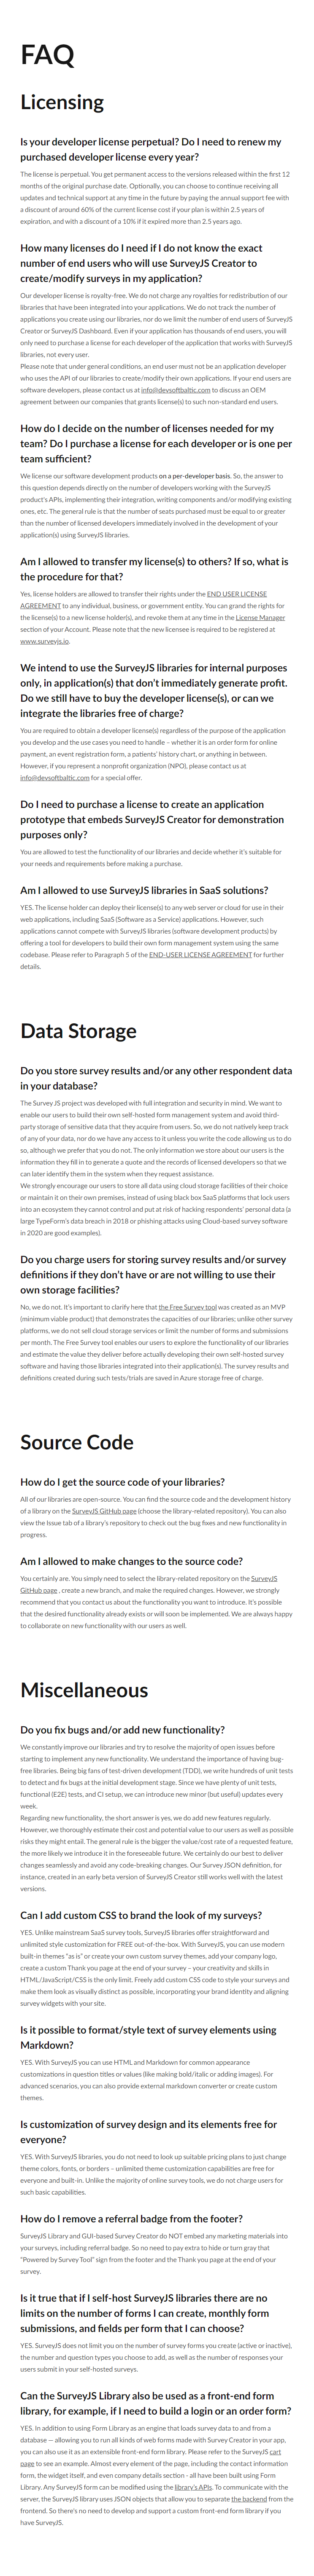 FAQ
Licensing
Is your developer license perpetual? Do I need to renew my
purchased developer license every year?
The license is perpetual. You get permanent access to the versions released within the first 12
months of the original purchase date. Optionally, you can choose to continue receiving all
updates and technical support at any time in the future by paying the annual support fee with
a discount of around 60% of the current license cost if your plan is within 2.5 years of
expiration, and with a discount of a 10% if it expired more than 2.5 years ago.
How many licenses do I need if I do not know the exact
number of end users who will use SurveyJS Creator to
create/modify surveys in my application?
Our developer license is royalty-free. We do not charge any royalties for redistribution of our
libraries that have been integrated into your applications. We do not track the number of
applications you create using our libraries, nor do we limit the number of end users of SurveyJS
Creator or SurveyJS Dashboard. Even if your application has thousands of end users, you will
only need to purchase a license for each developer of the application that works with SurveyJS
libraries, not every user.
Please note that under general conditions, an end user must not be an application developer
who uses the API of our libraries to create/modify their own applications. If your end users are
software developers, please contact us at info@devsoftbaltic.com to discuss an OEM
agreement between our companies that grants license(s) to such non-standard end users.
How do I decide on the number of licenses needed for my
team? Do I purchase a license for each developer or is one per
team sufficient?
We license our software development products on a per-developer basis. So, the answer to
this question depends directly on the number of developers working with the SurveyJS
product's APIs, implementing their integration, writing components and/or modifying existing
ones, etc. The general rule is that the number of seats purchased must be equal to or greater
than the number of licensed developers immediately involved in the development of your
application(s) using SurveyJS libraries.
Am I allowed to transfer my license(s) to others? If so, what is
the procedure for that?
Yes, license holders are allowed to transfer their rights under the END USER LICENSE
AGREEMENT to any individual, business, or government entity. You can grand the rights for
the license(s) to a new license holder(s), and revoke them at any time in the License Manager
section of your Account. Please note that the new licensee is required to be registered at
www.surveyjs.io.
We intend to use the SurveyJS libraries for internal purposes
only, in application(s) that don't immediately generate profit.
Do we still have to buy the developer license(s), or can we
integrate the libraries free of charge?
You are required to obtain a developer license(s) regardless of the purpose of the application
you develop and the use cases you need to handle – whether it is an order form for online
payment, an event registration form, a patients' history chart, or anything in between.
However, if you represent a nonprofit organization (NPO), please contact us at
info@devsoftbaltic.com for a special offer.
Do I need to purchase a license to create an application
prototype that embeds SurveyJS Creator for demonstration
purposes only?
You are allowed to test the functionality of our libraries and decide whether it's suitable for
your needs and requirements before making a purchase.
Am I allowed to use SurveyJS libraries in SaaS solutions?
YES. The license holder can deploy their license(s) to any web server or cloud for use in their
web applications, including SaaS (Software as a Service) applications. However, such
applications cannot compete with SurveyJS libraries (software development products) by
offering a tool for developers to build their own form management system using the same
codebase. Please refer to Paragraph 5 of the END-USER LICENSE AGREEMENT for further
details.
Data Storage
Do you store survey results and/or any other respondent data
in your database?
The Survey JS project was developed with full integration and security in mind. We want to
enable our users to build their own self-hosted form management system and avoid third-
party storage of sensitive data that they acquire from users. So, we do not natively keep track
of any of your data, nor do we have any access to it unless you write the code allowing us to do
so, although we prefer that you do not. The only information we store about our users is the
information they fill in to generate a quote and the records of licensed developers so that we
can later identify them in the system when they request assistance.
We strongly encourage our users to store all data using cloud storage facilities of their choice
or maintain it on their own premises, instead of using black box SaaS platforms that lock users
into an ecosystem they cannot control and put at risk of hacking respondents' personal data (a
large TypeForm's data breach in 2018 or phishing attacks using Cloud-based survey software
in 2020 are good examples).
Do you charge users for storing survey results and/or survey
definitions if they don't have or are not willing to use their
own storage facilities?
No, we do not. It's important to clarify here that the Free Survey tool was created as an MVP
(minimum viable product) that demonstrates the capacities of our libraries; unlike other survey
platforms, we do not sell cloud storage services or limit the number of forms and submissions
per month. The Free Survey tool enables our users to explore the functionality of our libraries
and estimate the value they deliver before actually developing their own self-hosted survey
software and having those libraries integrated into their application(s). The survey results and
definitions created during such tests/trials are saved in Azure storage free of charge.
Source Code
How do I get the source code of your libraries?
All of our libraries are open-source. You can find the source code and the development history
of a library on the SurveyJS GitHub page (choose the library-related repository). You can also
view the Issue tab of a library's repository to check out the bug fixes and new functionality in
progress.
Am I allowed to make changes to the source code?
You certainly are. You simply need to select the library-related repository on the SurveyJS
GitHub page , create a new branch, and make the required changes. However, we strongly
recommend that you contact us about the functionality you want to introduce. It's possible
that the desired functionality already exists or will soon be implemented. We are always happy
to collaborate on new functionality with our users as well.
Miscellaneous
Do you fix bugs and/or add new functionality?
We constantly improve our libraries and try to resolve the majority of open issues before
starting to implement any new functionality. We understand the importance of having bug-
free libraries. Being big fans of test-driven development (TDD), we write hundreds of unit tests
to detect and fix bugs at the initial development stage. Since we have plenty of unit tests,
functional (E2E) tests, and CI setup, we can introduce new minor (but useful) updates every
week.
Regarding new functionality, the short answer is yes, we do add new features regularly.
However, we thoroughly estimate their cost and potential value to our users as well as possible
risks they might entail. The general rule is the bigger the value/cost rate of a requested feature,
the more likely we introduce it in the foreseeable future. We certainly do our best to deliver
changes seamlessly and avoid any code-breaking changes. Our Survey JSON definition, for
instance, created in an early beta version of SurveyJS Creator still works well with the latest
versions.
Can I add custom CSS to brand the look of my surveys?
YES. Unlike mainstream SaaS survey tools, SurveyJS libraries offer straightforward and
unlimited style customization for FREE out-of-the-box. With SurveyJS, you can use modern
built-in themes "as is" or create your own custom survey themes, add your company logo,
create a custom Thank you page at the end of your survey – your creativity and skills in
HTML/JavaScript/CSS is the only limit. Freely add custom CSS code to style your surveys and
make them look as visually distinct as possible, incorporating your brand identity and aligning
survey widgets with your site.
Is it possible to format/style text of survey elements using
Markdown?
YES. With SurveyJS you can use HTML and Markdown for common appearance
customizations in question titles or values (like making bold/italic or adding images). For
advanced scenarios, you can also provide external markdown converter or create custom
themes.
Is customization of survey design and its elements free for
everyone?
YES. With SurveyJS libraries, you do not need to look up suitable pricing plans to just change
theme colors, fonts, or borders – unlimited theme customization capabilities are free for
everyone and built-in. Unlike the majority of online survey tools, we do not charge users for
such basic capabilities.
How do I remove a referral badge from the footer?
SurveyJS Library and GUI-based Survey Creator do NOT embed any marketing materials into
your surveys, including referral badge. So no need to pay extra to hide or turn gray that
"Powered by Survey Tool" sign from the footer and the Thank you page at the end of your
survey.
Is it true that if I self-host SurveyJS libraries there are no
limits on the number of forms I can create, monthly form
submissions, and fields per form that I can choose?
YES. SurveyJS does not limit you on the number of survey forms you create (active or inactive),
the number and question types you choose to add, as well as the number of responses your
users submit in your self-hosted surveys.
Can the SurveyJS Library also be used as a front-end form
library, for example, if I need to build a login or an order form?
YES. In addition to using Form Library as an engine that loads survey data to and from a
database — allowing you to run all kinds of web forms made with Survey Creator in your app,
you can also use it as an extensible front-end form library. Please refer to the SurveyJS cart
page to see an example. Almost every element of the page, including the contact information
form, the widget itself, and even company details section - all have been built using Form
Library. Any SurveyJS form can be modified using the library's APIs. To communicate with the
server, the SurveyJS library uses JSON objects that allow you to separate the backend from the
frontend. So there's no need to develop and support a custom front-end form library if you
have SurveyJS.